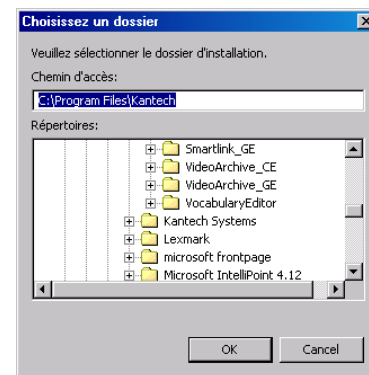 Choisissez un dossier
Veuillez sélectionner le dossier d'installation.
Chemin d'accès:
C:\Program Files\Kantech
Répertoires:
Smartlink_GE
VideoArchive_CE
VideoArchive_GE
VocabularyEditor
Kantech Systems
Lexmark
microsoft frontpage
Microsoft IntelliPoint 4.12
OK Cancel